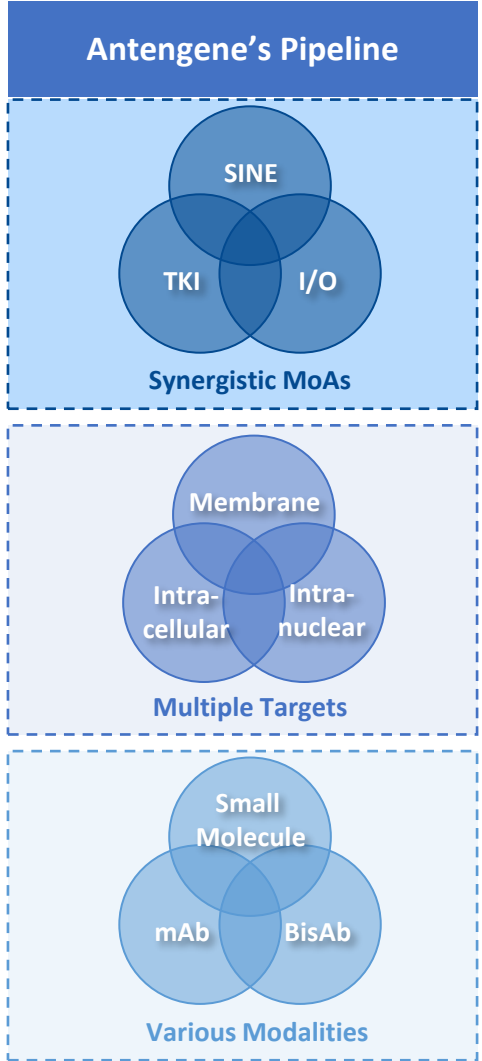 Antengene’s Pipeline
SINE
TKI
I/O
Synergistic MoAs
Membrane
Intra-
cellular
Intra-
nuclear
Multiple Targets
Small
Molecule
mAb
BisAb
Various Modalities